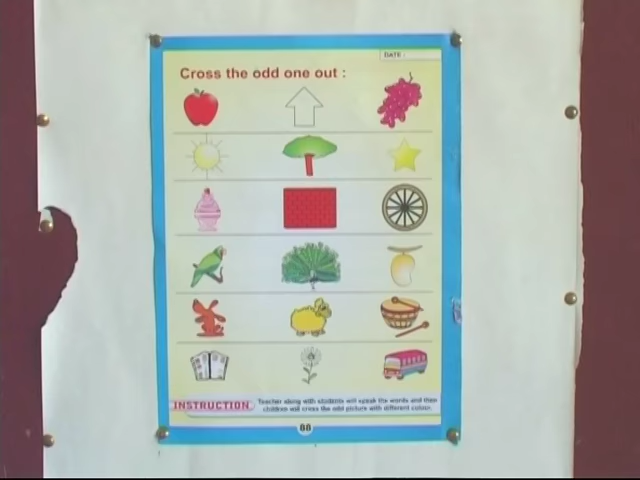 DATE :
Cross the odd one out :
INSTRUCTION
Teacher along with students will speak the words and then
children will cross the odd picture with different colour.
88